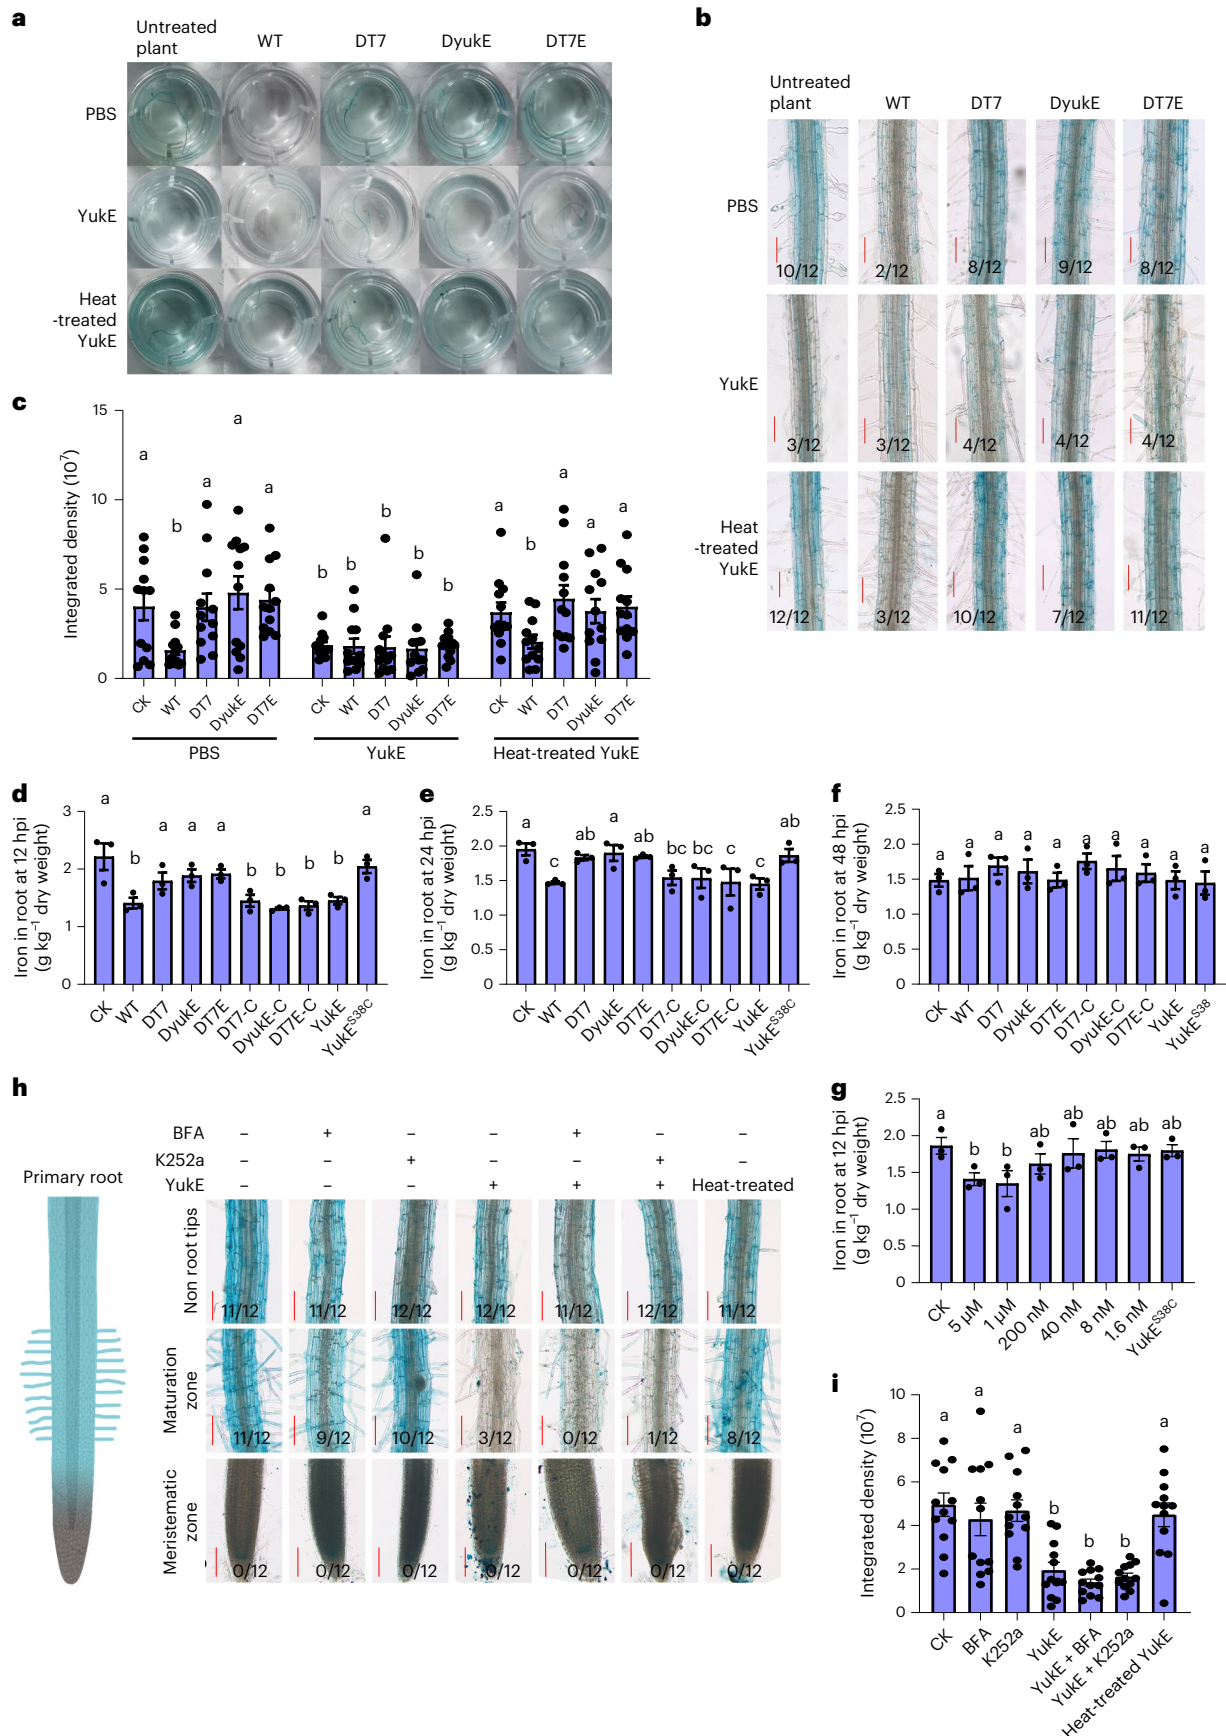 a
Untreated plant WT DT7 DyukE DT7E
PBS
YukE
Heat
-treated
YukE
b
Untreated plant WT DT7 DyukE DT7E
PBS
10/12 2/12 8/12 9/12 8/12
YukE
3/12 3/12 4/12 4/12 4/12
Heat
-treated
YukE
12/12 3/12 10/12 7/12 11/12
c
Integrated density (10⁷)
15
10
5
0
a b a a a b b b b b a b a a a
CK WT DT7 DyukE DT7E CK WT DT7 DyukE DT7E CK WT DT7 DyukE DT7E
PBS YukE Heat-treated YukE
d
Iron in root at 12 hpi
(g kg⁻¹ dry weight)
3
2
1
0
a b a a a b b b b a
CK WT DT7 DyukE DT7E DT7-C DyukE-C DT7E-C YukE YukE^S38C
e
Iron in root at 24 hpi
(g kg⁻¹ dry weight)
2.5
2.0
1.5
1.0
0.5
0
a c ab a ab bc bc c c ab
CK WT DT7 DyukE DT7E DT7-C DyukE-C DT7E-C YukE YukE^S38C
f
Iron in root at 48 hpi
(g kg⁻¹ dry weight)
2.5
2.0
1.5
1.0
0.5
0
a a a a a a a a a a
CK WT DT7 DyukE DT7E DT7-C DyukE-C DT7E-C YukE YukE^S38
h
BFA – + – – + – –
K252a – – + – – + –
YukE – – – + + + Heat-treated
Primary root
Non root tips
11/12 11/12 12/12 12/12 11/12 12/12 11/12
Maturation
zone
11/12 9/12 10/12 3/12 0/12 1/12 8/12
Meristematic
zone
0/12 0/12 0/12 0/12 0/12 0/12 0/12
g
Iron in root at 12 hpi
(g kg⁻¹ dry weight)
2.5
2.0
1.5
1.0
0.5
0
a b b ab ab ab ab ab
CK 5 µM 1 µM 200 nM 40 nM 8 nM 1.6 nM YukE^S38C
i
Integrated density (10⁷)
10
8
6
4
2
0
a a a b b b a
CK BFA K252a YukE YukE + BFA YukE + K252a Heat-treated YukE